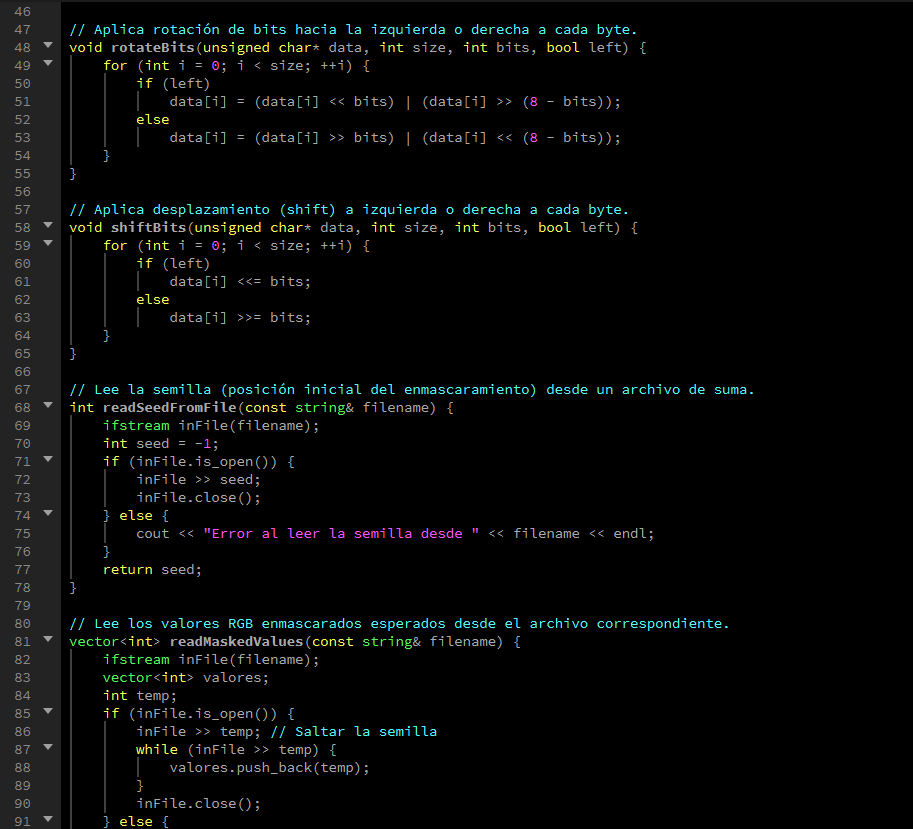 46
47 // Aplica rotación de bits hacia la izquierda o derecha a cada byte.
48 void rotateBits(unsigned char* data, int size, int bits, bool left) {
49 for (int i = 0; i < size; ++i) {
50 if (left)
51 data[i] = (data[i] << bits) | (data[i] >> (8 - bits));
52 else
53 data[i] = (data[i] >> bits) | (data[i] << (8 - bits));
54 }
55 }
56
57 // Aplica desplazamiento (shift) a izquierda o derecha a cada byte.
58 void shiftBits(unsigned char* data, int size, int bits, bool left) {
59 for (int i = 0; i < size; ++i) {
60 if (left)
61 data[i] <<= bits;
62 else
63 data[i] >>= bits;
64 }
65 }
66
67 // Lee la semilla (posición inicial del enmascaramiento) desde un archivo de suma.
68 int readSeedFromFile(const string& filename) {
69 ifstream inFile(filename);
70 int seed = -1;
71 if (inFile.is_open()) {
72 inFile >> seed;
73 inFile.close();
74 } else {
75 cout << "Error al leer la semilla desde " << filename << endl;
76 }
77 return seed;
78 }
79
80 // Lee los valores RGB enmascarados esperados desde el archivo correspondiente.
81 vector<int> readMaskedValues(const string& filename) {
82 ifstream inFile(filename);
83 vector<int> valores;
84 int temp;
85 if (inFile.is_open()) {
86 inFile >> temp; // Saltar la semilla
87 while (inFile >> temp) {
88 valores.push_back(temp);
89 }
90 inFile.close();
91 } else {